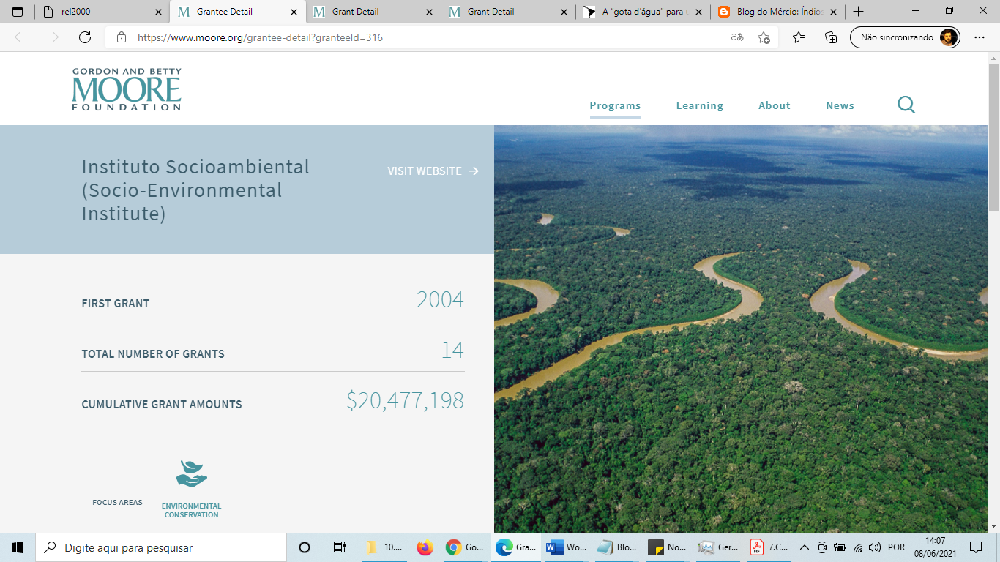 rel2000
Grantee Detail
Grant Detail
Grant Detail
A “gota d’água” para u
Blog do Mércio: Índios
https://www.moore.org/grantee-detail?granteeId=316
Não sincronizando
GORDON AND BETTY
MOORE
FOUNDATION
Programs Learning About News
Instituto Socioambiental
(Socio-Environmental
Institute)
VISIT WEBSITE →
FIRST GRANT 2004
TOTAL NUMBER OF GRANTS 14
CUMULATIVE GRANT AMOUNTS $20,477,198
FOCUS AREAS
ENVIRONMENTAL
CONSERVATION
Digite aqui para pesquisar
10....
Go...
Gra...
Wo...
Blo...
No...
Ger...
7.C...
POR
14:07
08/06/2021